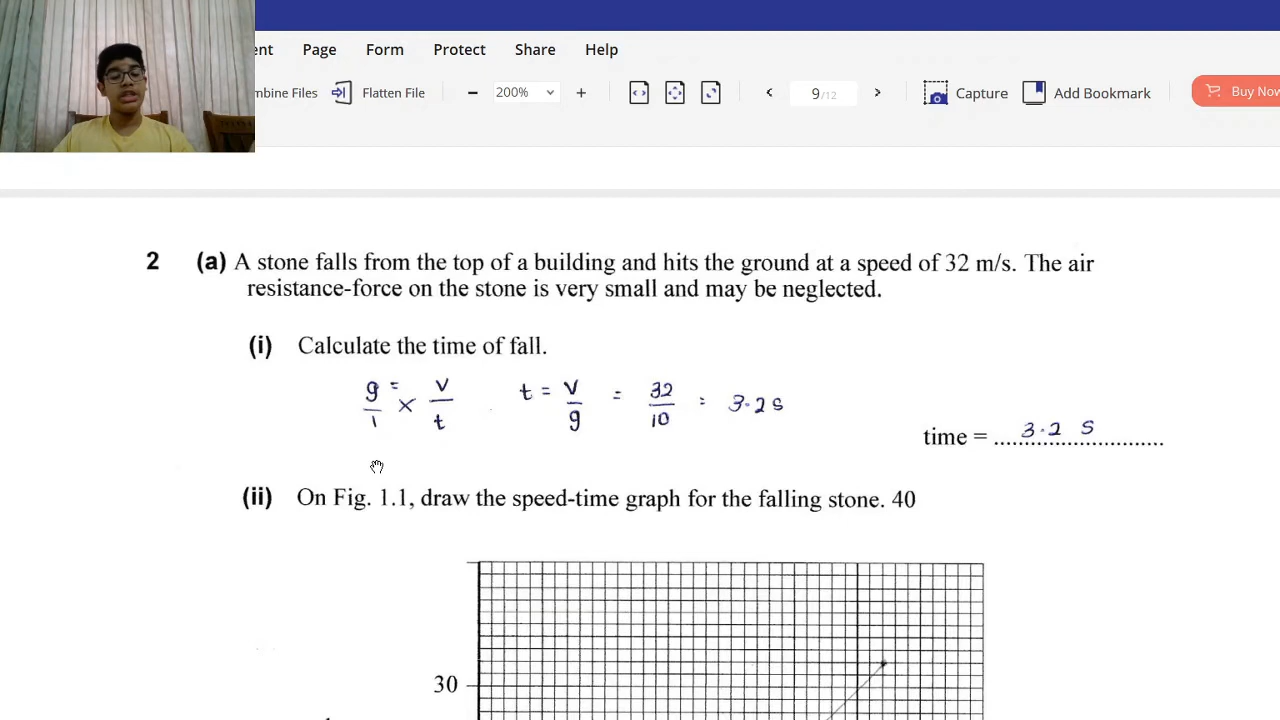 ent Page Form Protect Share Help
mbine Files Flatten File 200% 9/12 Capture Add Bookmark Buy Now
2 (a) A stone falls from the top of a building and hits the ground at a speed of 32 m/s. The air
resistance-force on the stone is very small and may be neglected.
(i) Calculate the time of fall.
g/1 = × v/t t = v/g = 32/10 = 3.2 s
time = 3.2 s
(ii) On Fig. 1.1, draw the speed-time graph for the falling stone. 40
30